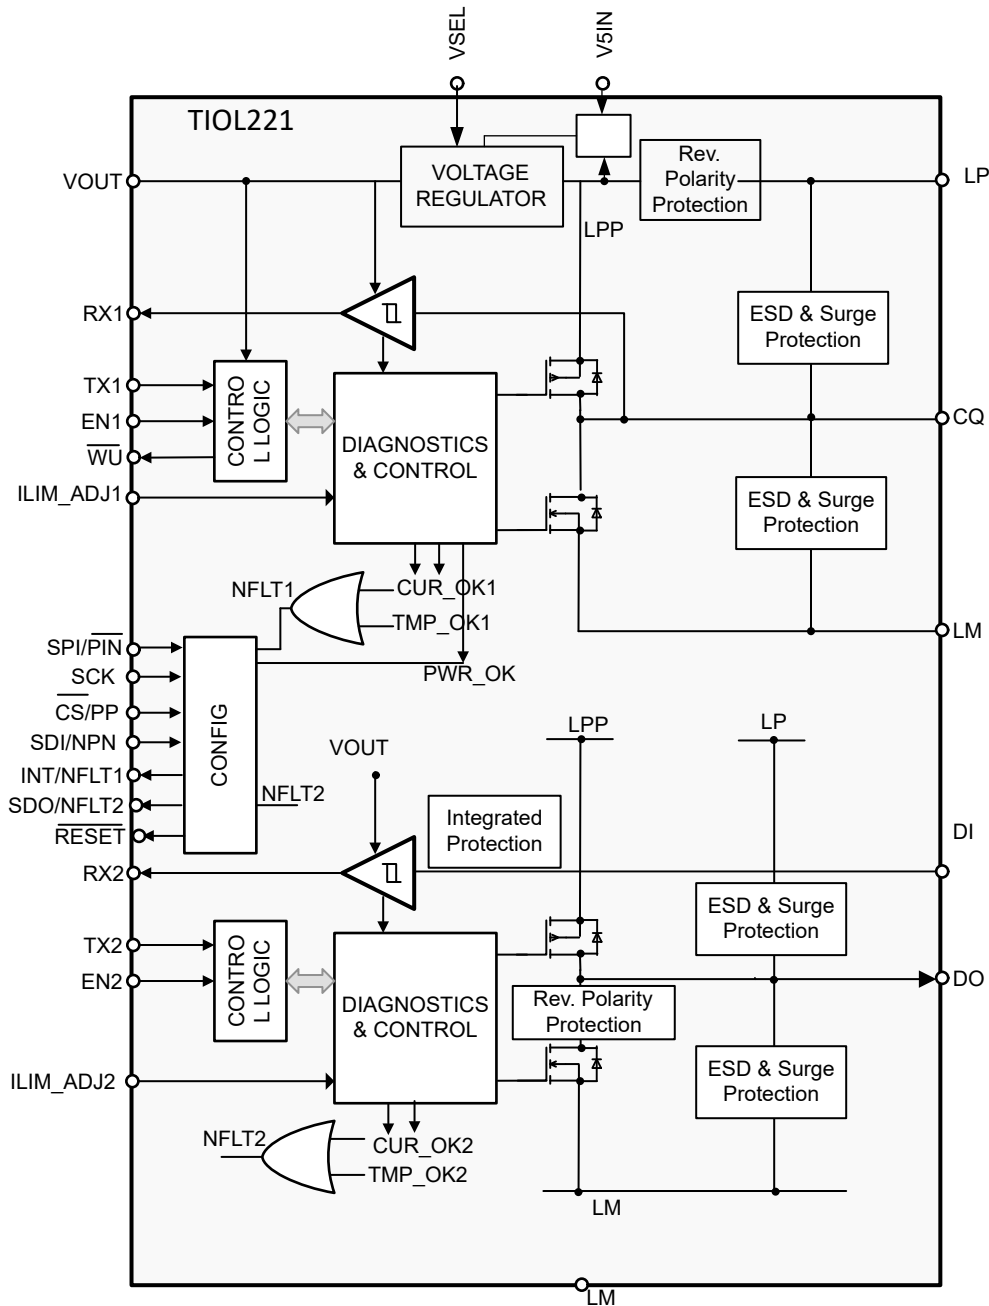 VSEL
V5IN
TIOL221
VOUT
VOLTAGE
REGULATOR
Rev.
Polarity
Protection
LP
LPP
RX1
ESD & Surge
Protection
TX1
EN1
WU
CONTRO
L LOGIC
DIAGNOSTICS
& CONTROL
CQ
ILIM_ADJ1
ESD & Surge
Protection
NFLT1
CUR_OK1
TMP_OK1
LM
PWR_OK
SPI/PIN
SCK
CS/PP
SDI/NPN
INT/NFLT1
SDO/NFLT2
RESET
CONFIG
NFLT2
VOUT
LPP
LP
Integrated
Protection
DI
RX2
ESD & Surge
Protection
TX2
EN2
CONTRO
L LOGIC
DIAGNOSTICS
& CONTROL
DO
Rev. Polarity
Protection
ILIM_ADJ2
ESD & Surge
Protection
NFLT2
CUR_OK2
TMP_OK2
LM
LM